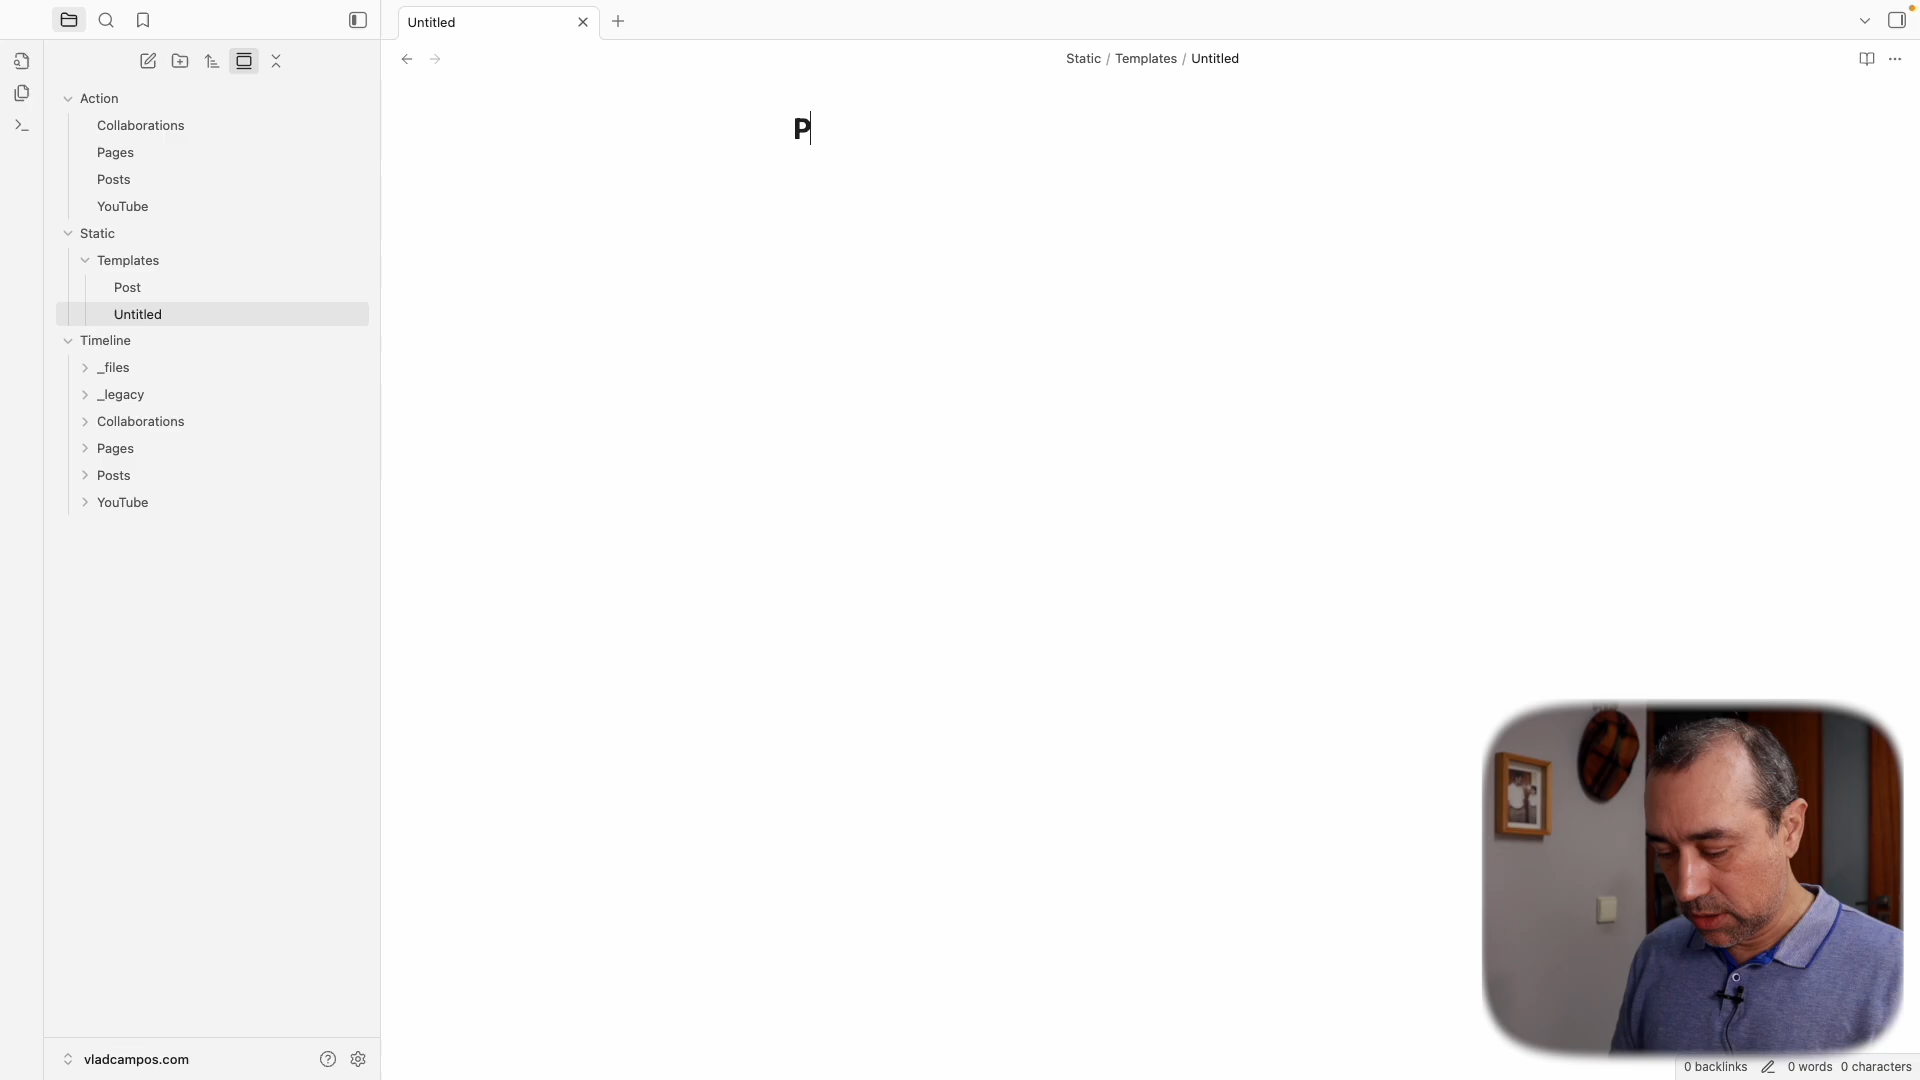 Untitled
Static / Templates / Untitled
P
Action
Collaborations
Pages
Posts
YouTube
Static
Templates
Post
Untitled
Timeline
_files
_legacy
Collaborations
Pages
Posts
YouTube
vladcampos.com
0 backlinks 0 words 0 characters